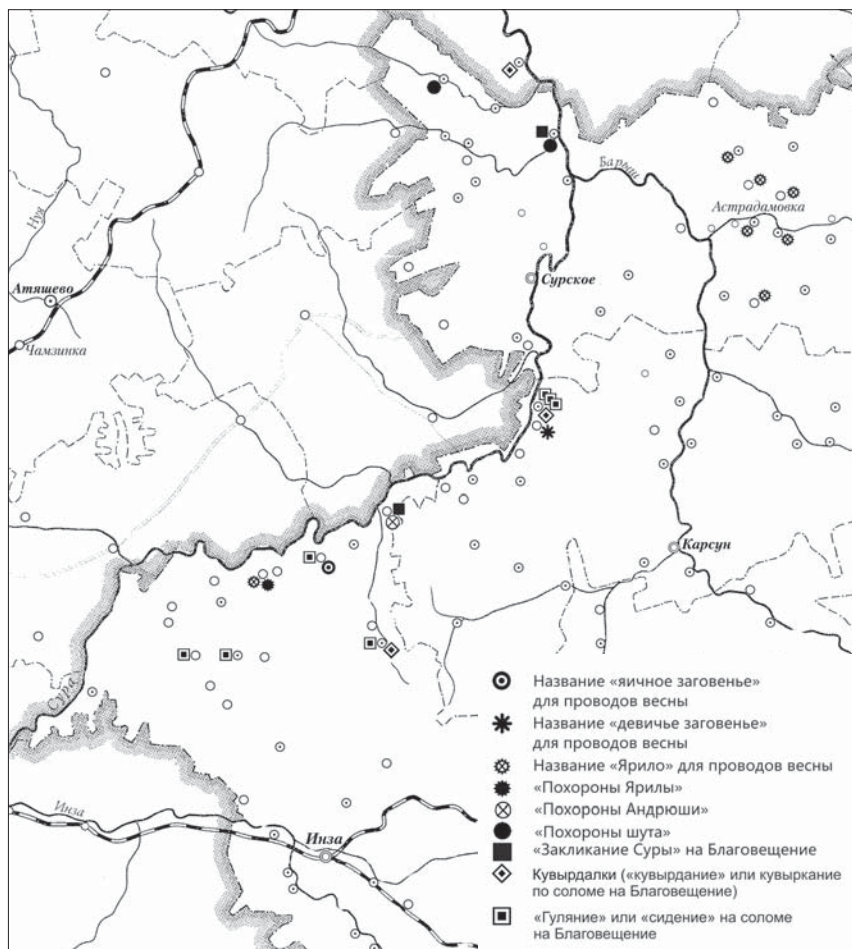 Барыш
Астрадамовка
Нуя
Сурское
Атяшево
Чамзинка
Карсун
Сура
Инза
Инза
Название «яичное заговенье»
для проводов весны
Название «девичье заговенье»
для проводов весны
Название «Ярило» для проводов весны
«Похороны Ярилы»
«Похороны Андрюши»
«Похороны шута»
«Закликание Суры» на Благовещение
Кувырдалки («кувырдание» или кувыркание
по соломе на Благовещение)
«Гуляние» или «сидение» на соломе
на Благовещение